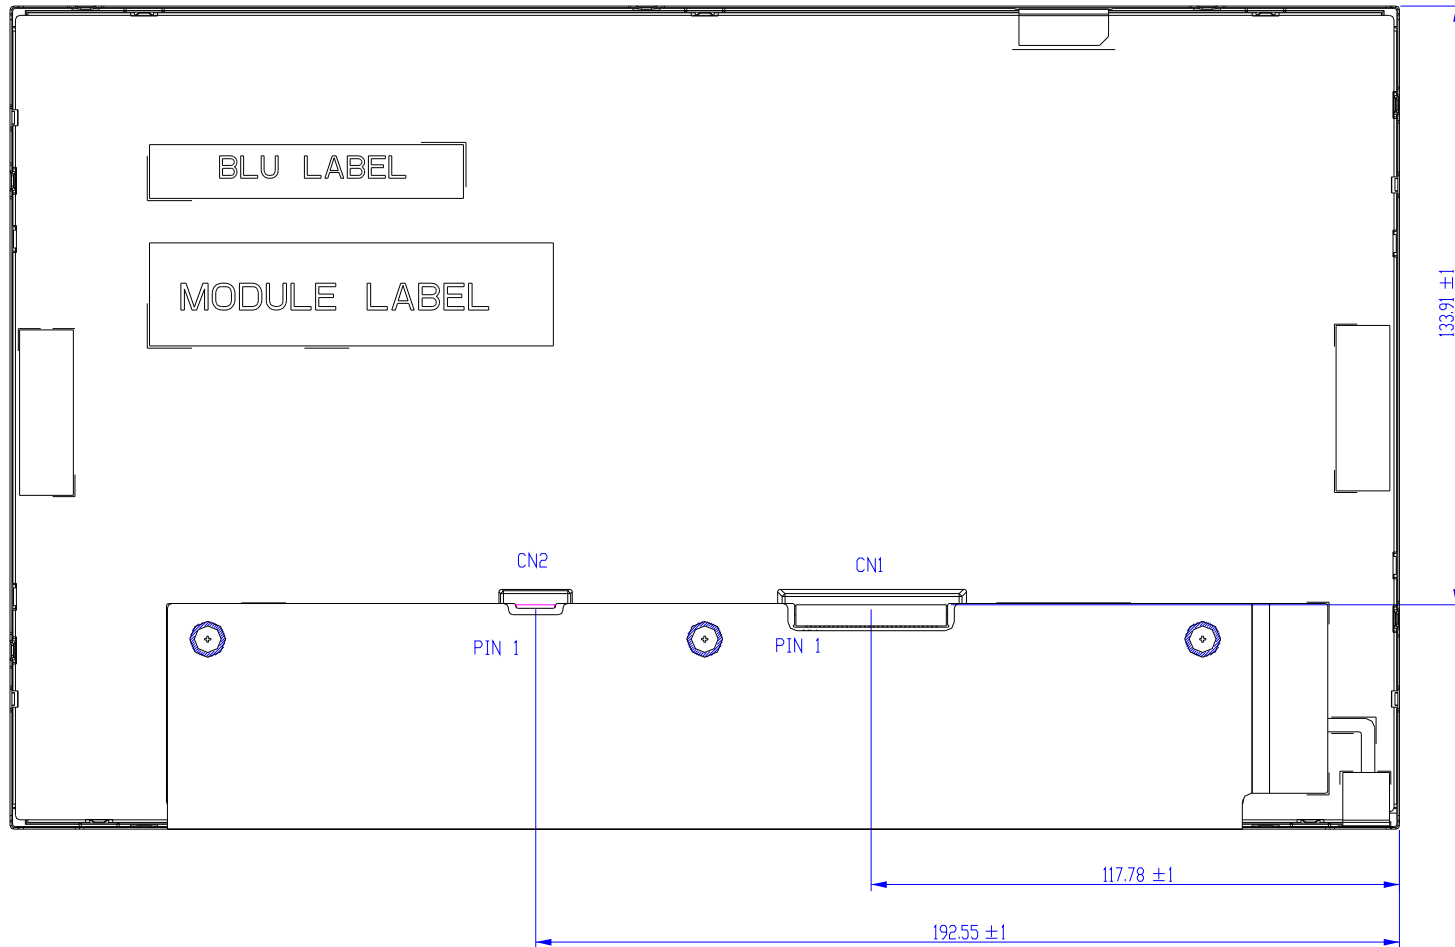 BLU LABEL
MODULE LABEL
133.91 ±1
CN2
CN1
PIN 1
PIN 1
117.78 ±1
192.55 ±1